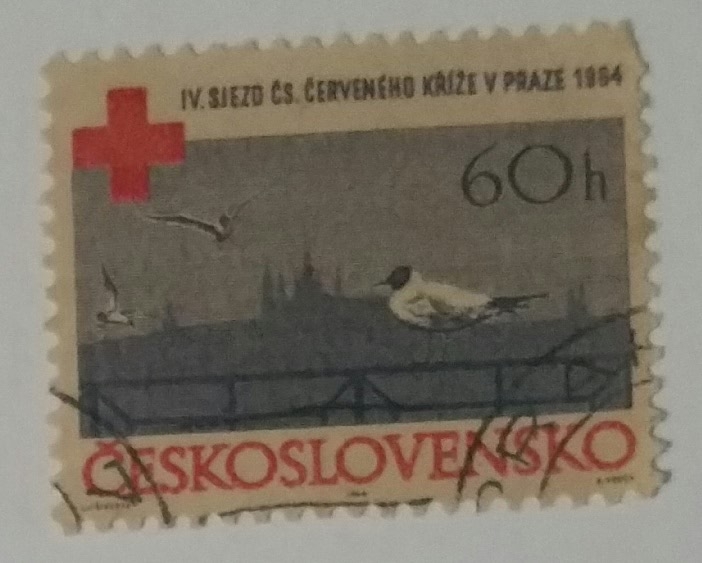 IV. SJEZD ČS. ČERVENÉHO KŘÍŽE V PRAZE 1964
60h
ČESKOSLOVENSKO